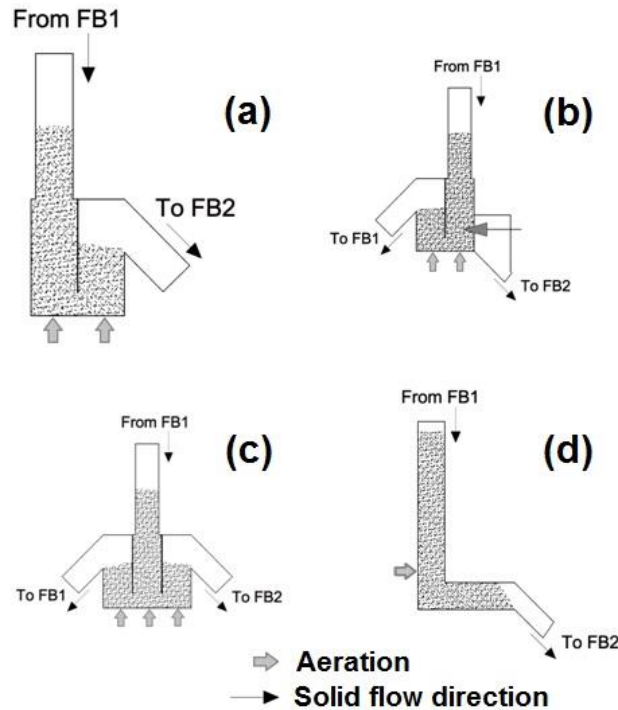 From FB1
(a)
To FB2
From FB1
(b)
To FB1
To FB2
From FB1
(c)
To FB1
To FB2
From FB1
(d)
To FB2
Aeration
Solid flow direction